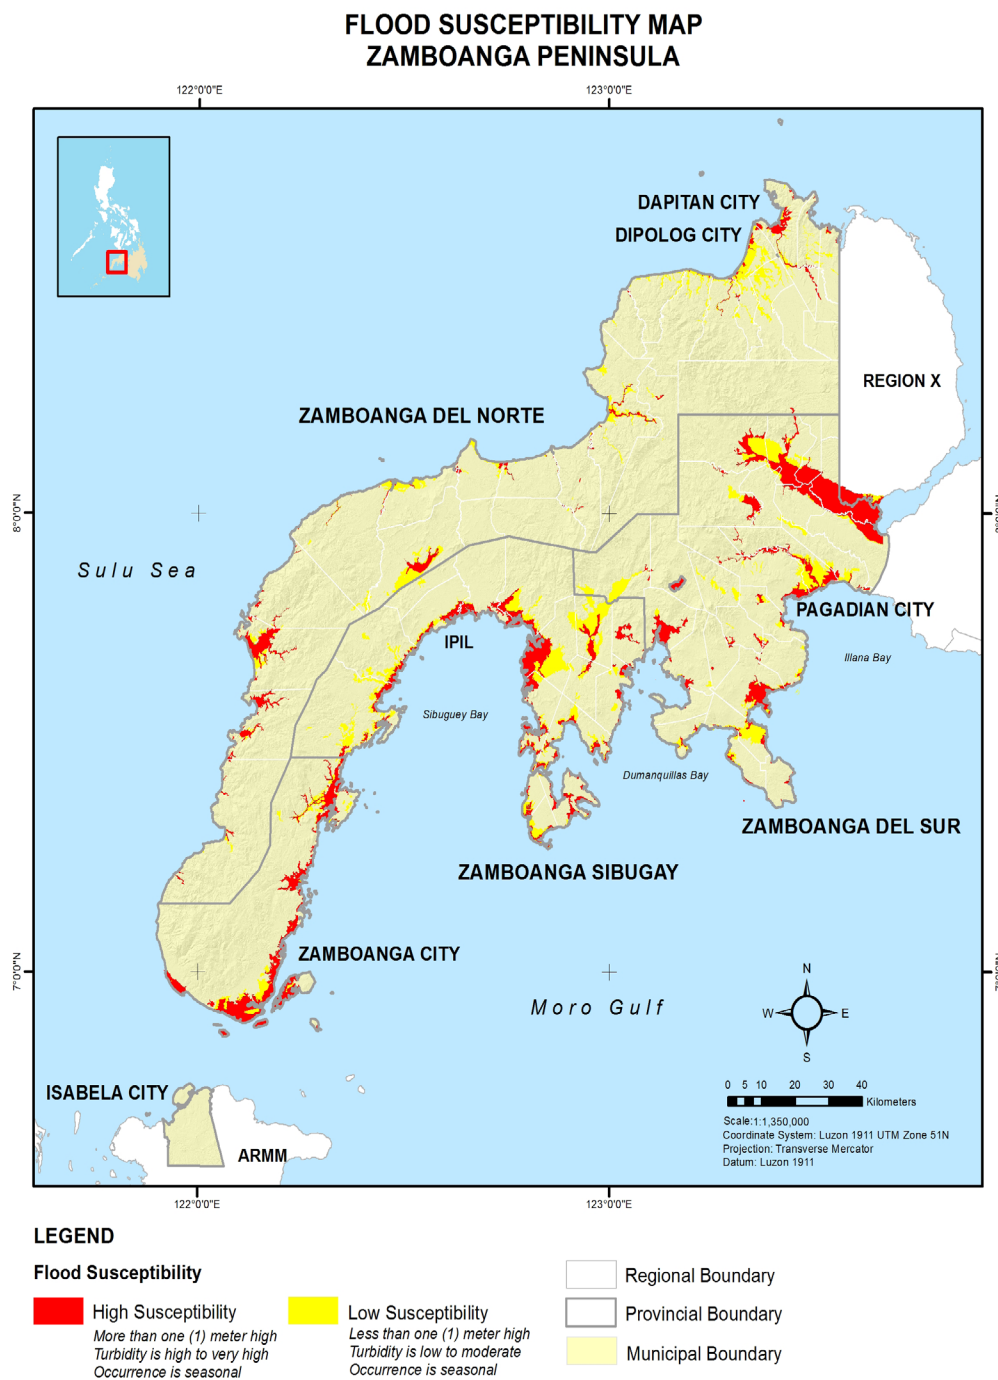 FLOOD SUSCEPTIBILITY MAP
ZAMBOANGA PENINSULA
122°0'0"E
123°0'0"E
DAPITAN CITY
DIPOLOG CITY
REGION X
ZAMBOANGA DEL NORTE
8°0'0"N
Sulu Sea
PAGADIAN CITY
IPIL
Illana Bay
Sibuguey Bay
Dumanquillas Bay
ZAMBOANGA DEL SUR
ZAMBOANGA SIBUGAY
ZAMBOANGA CITY
7°0'0"N
Moro Gulf
N
W
E
S
ISABELA CITY
ARMM
0 5 10 20 30 40
Kilometers
Scale:1:1,350,000
Coordinate System: Luzon 1911 UTM Zone 51N
Projection: Transverse Mercator
Datum: Luzon 1911
122°0'0"E
123°0'0"E
LEGEND
Flood Susceptibility
High Susceptibility
More than one (1) meter high
Turbidity is high to very high
Occurrence is seasonal
Low Susceptibility
Less than one (1) meter high
Turbidity is low to moderate
Occurrence is seasonal
Regional Boundary
Provincial Boundary
Municipal Boundary